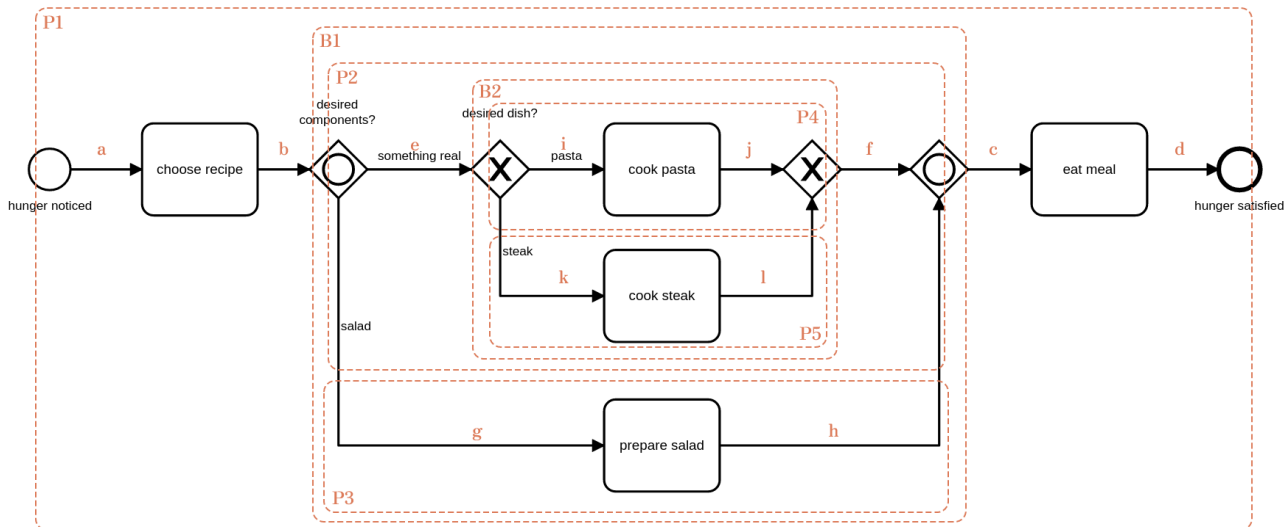 P1
B1
P2
desired
components?
B2
desired dish?
P4
a
b
e
i
j
f
c
d
something real
pasta
choose recipe
X
cook pasta
X
eat meal
hunger noticed
hunger satisfied
steak
k
cook steak
l
salad
P5
g
prepare salad
h
P3